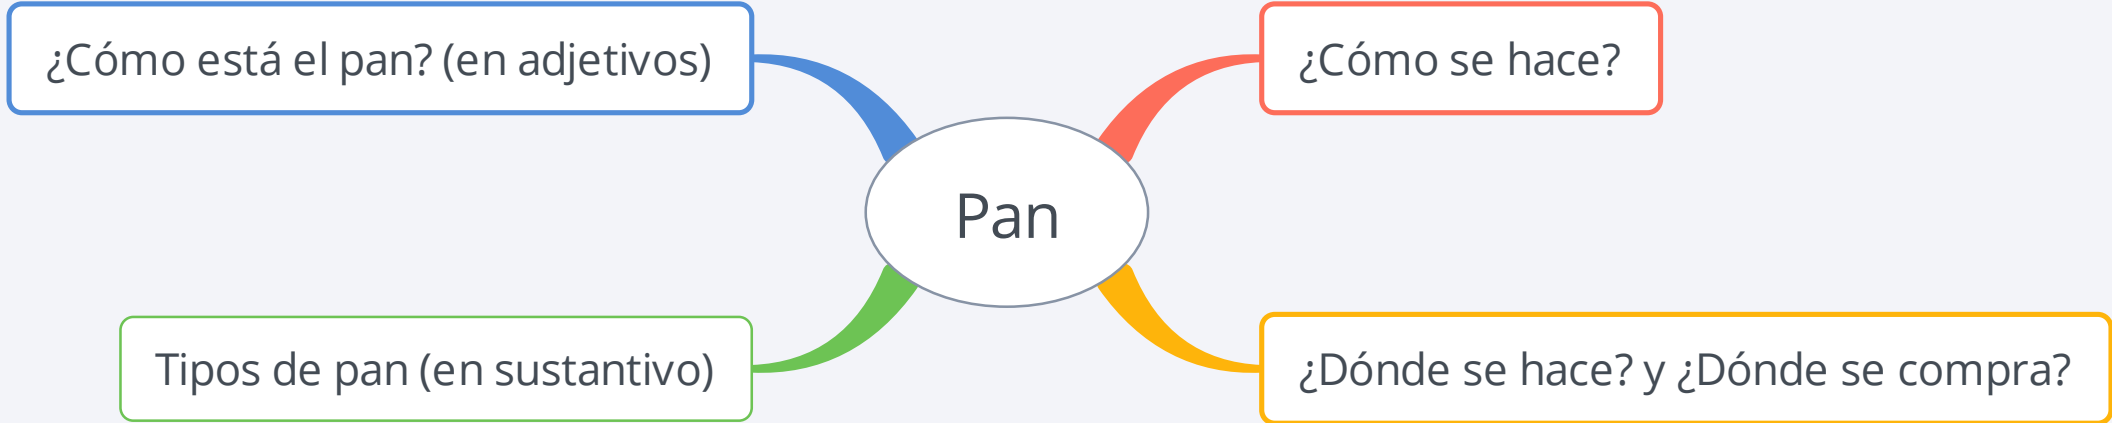 ¿Cómo está el pan? (en adjetivos)
¿Cómo se hace?
Pan
Tipos de pan (en sustantivo)
¿Dónde se hace? y ¿Dónde se compra?